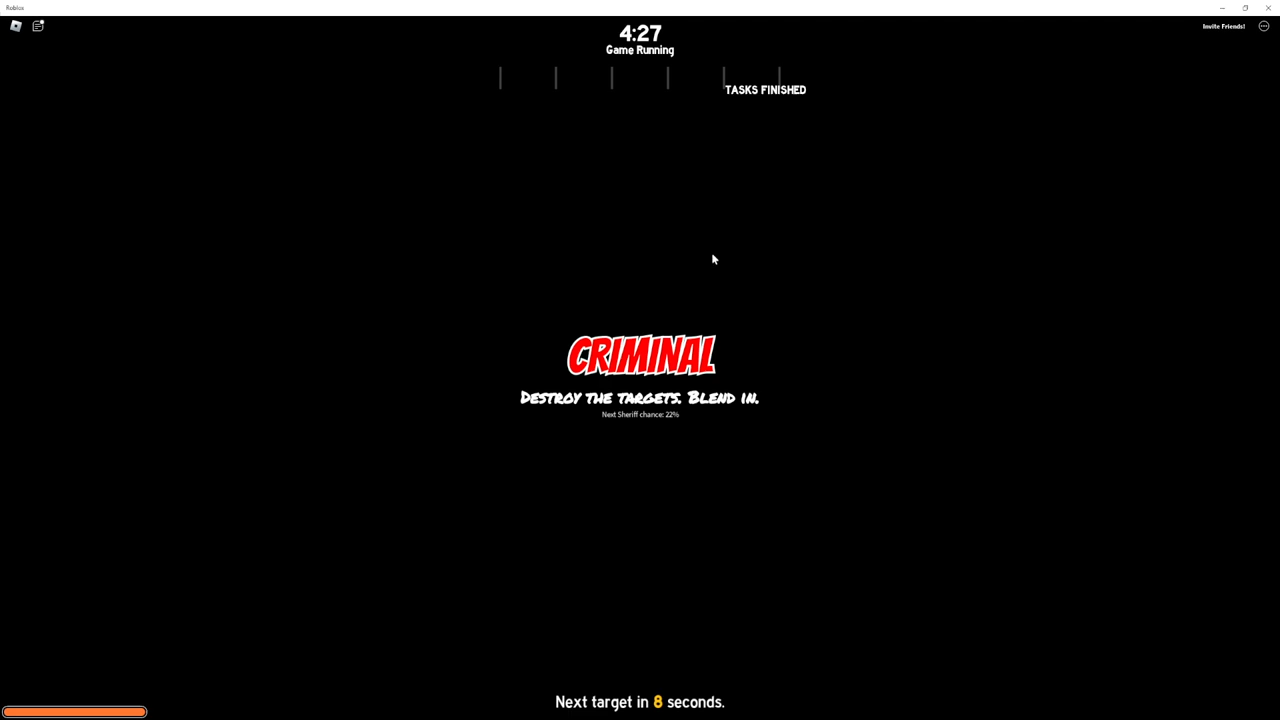 Roblox
Invite Friends!
4:27
Game Running
TASKS FINISHED
CRIMINAL
DESTROY THE TARGETS. BLEND IN.
Next Sheriff chance: 22%
Next target in 8 seconds.